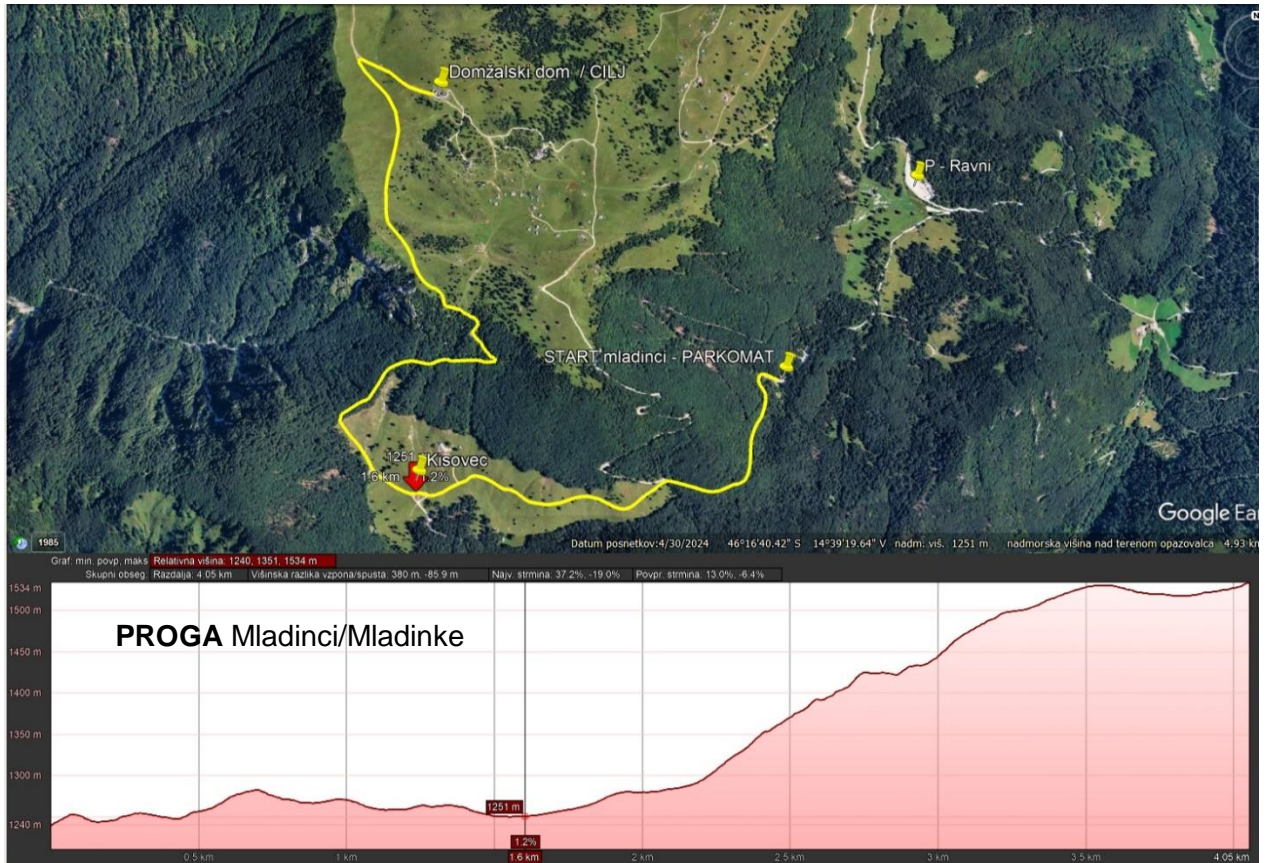 N
Domžalski dom / CILJ
P - Ravni
START mladinci - PARKOMAT
1251
Kisovec
1.6 km
1.2%
Google Ear
1985
Datum posnetkov:4/30/2024 46°16'40.42" S 14°39'19.64" V nadm. viš. 1251 m nadmorska višina nad terenom opazovalca 4.93 km
Graf. min. povp, maks Relativna višina: 1240, 1351, 1534 m
Skupni obseg: Razdalja: 4.05 km Višinska razlika vzpona/spusta: 380 m, -85.9 m Najv. strmina: 37.2%, -19.0% Povpr. strmina: 13.0%, -6.4%
1534 m
1500 m
PROGA Mladinci/Mladinke
1450 m
1400 m
1350 m
1300 m
1251 m
1240 m
1.2%
0.5 km 1 km 1.6 km 2 km 2.5 km 3 km 3.5 km 4.05 km